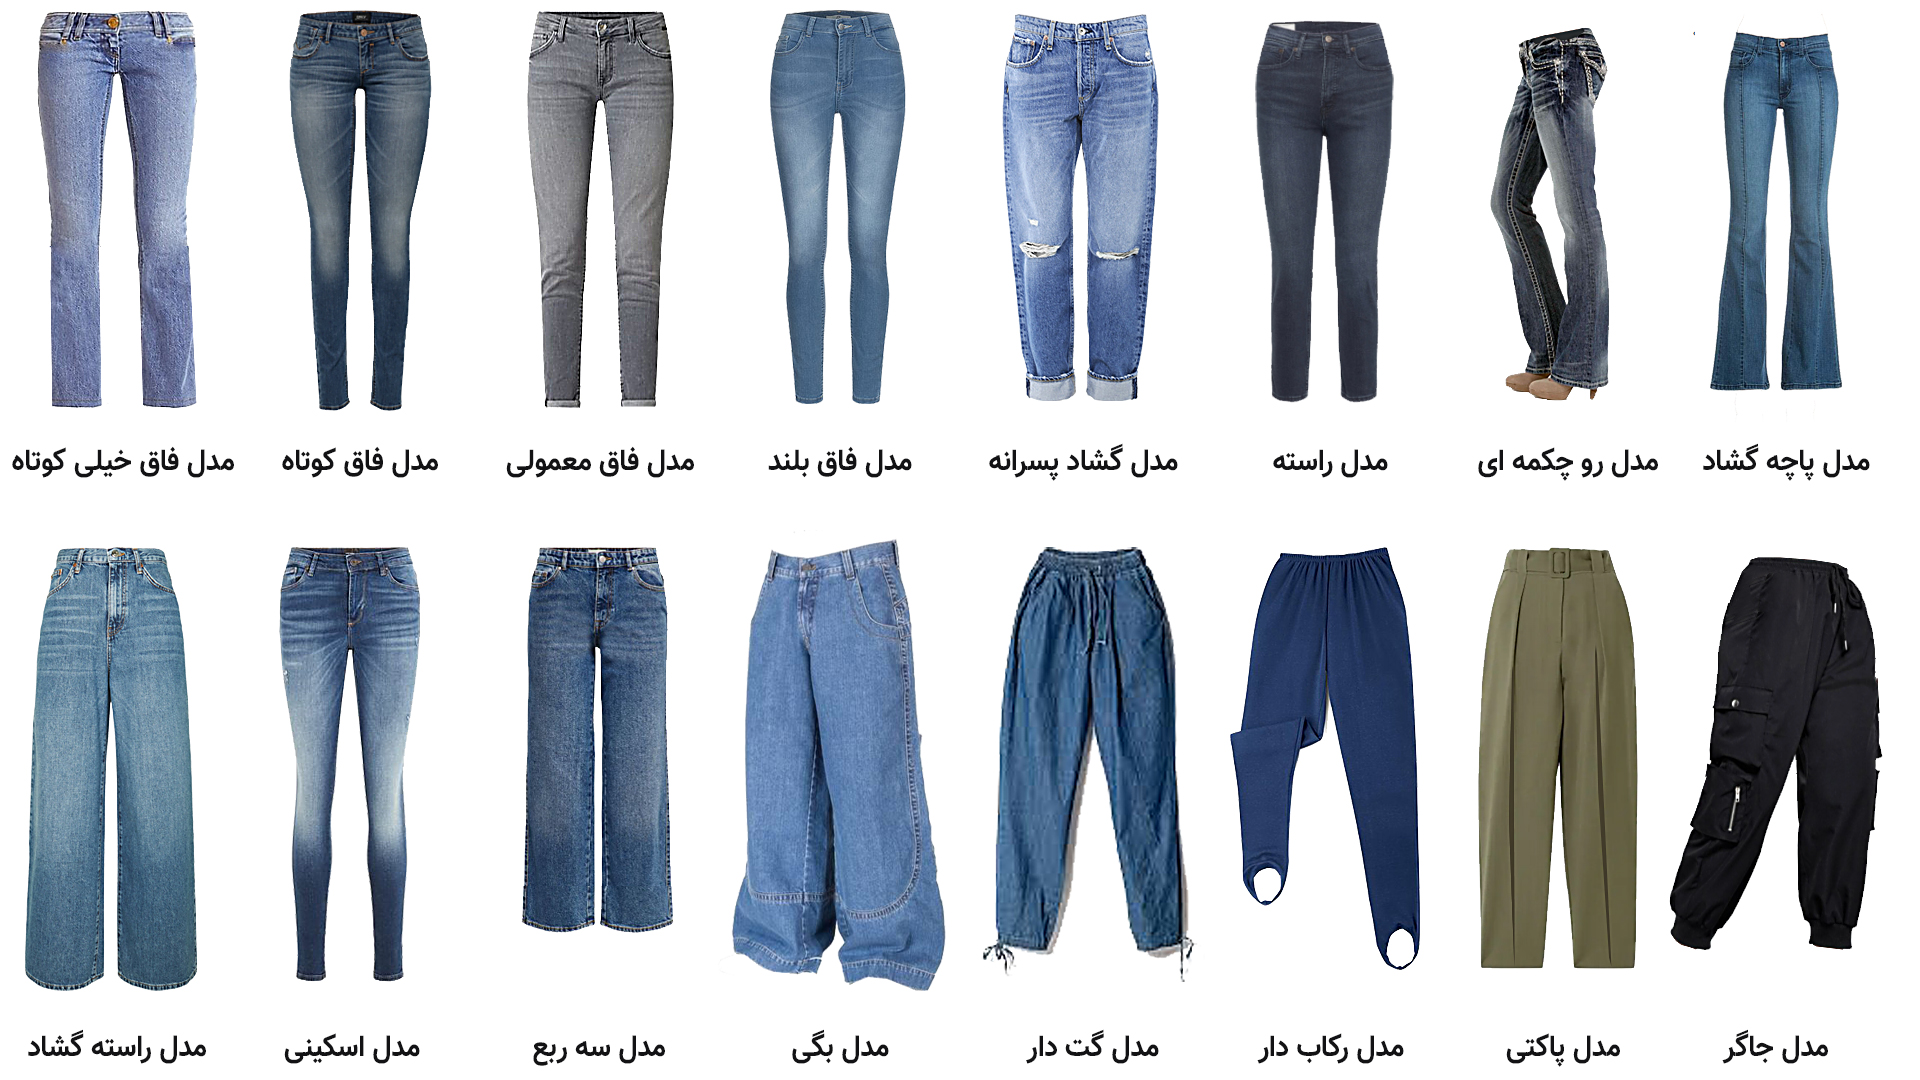 مدل پاچه گشاد
مدل رو چکمه ای
مدل راسته
مدل گشاد پسرانه
مدل فاق بلند
مدل فاق معمولی
مدل فاق کوتاه
مدل فاق خیلی کوتاه
مدل جاگر
مدل پاکتی
مدل رکاب دار
مدل گت دار
مدل بگی
مدل سه ربع
مدل اسکینی
مدل راسته گشاد